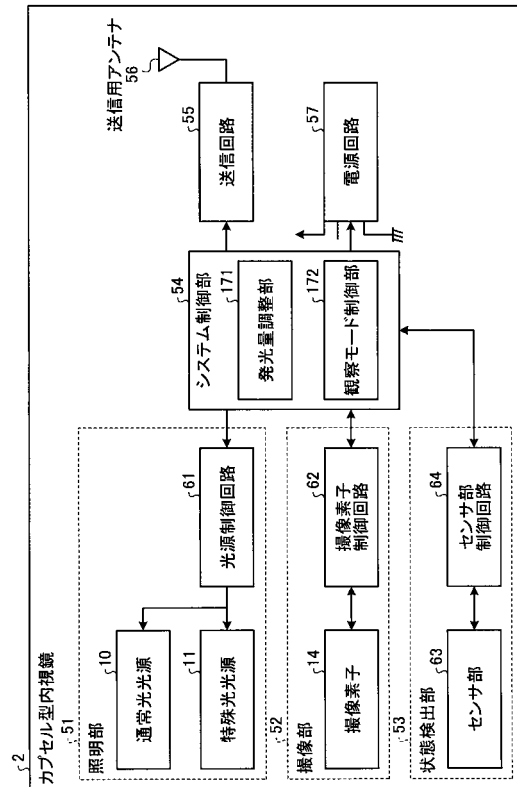 2
カプセル型内視鏡
51
照明部
10
通常光光源
11
特殊光光源
61
光源制御回路
52
撮像部
14
撮像素子
62
撮像素子
制御回路
53
状態検出部
63
センサ部
64
センサ部
制御回路
54
システム制御部
171
発光量調整部
172
観察モード制御部
55
送信回路
送信用アンテナ
56
57
電源回路